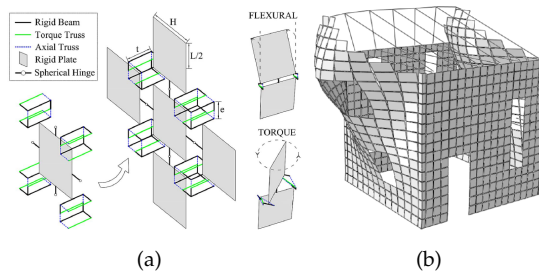 Rigid Beam
Torque Truss
Axial Truss
Rigid Plate
Spherical Hinge
H
t
L/2
e
FLEXURAL
TORQUE
(a)
(b)